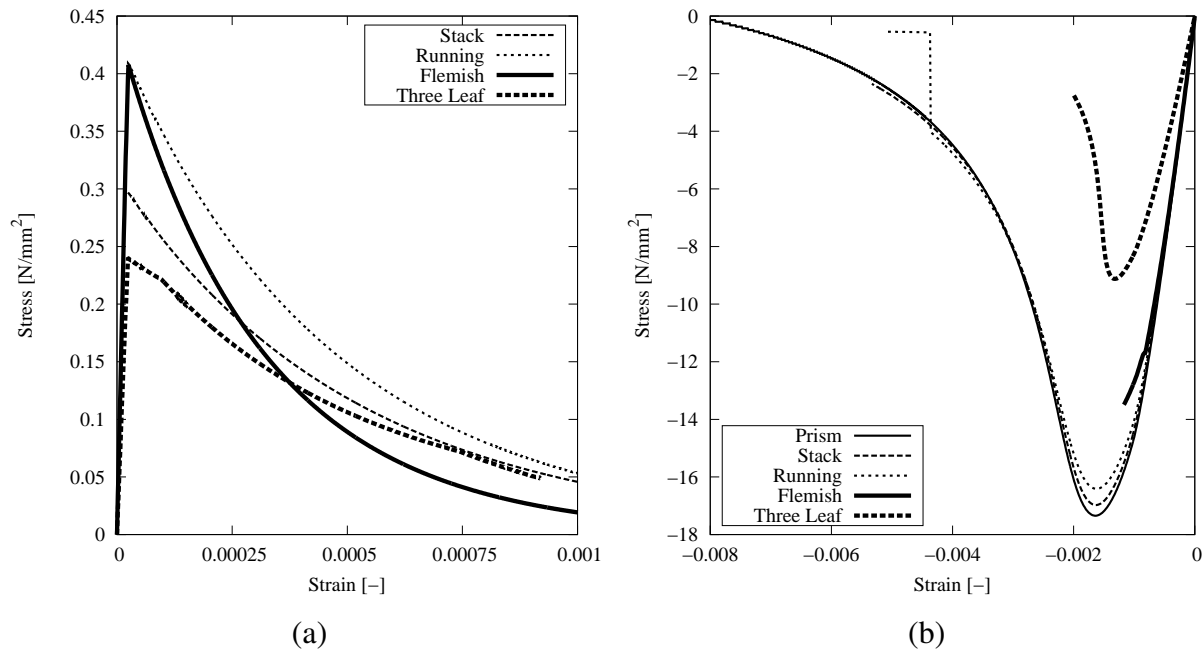 0.45
0.4
0.35
0.3
0.25
0.2
0.15
0.1
0.05
0
Stress [N/mm2]
Stack
Running
Flemish
Three Leaf
0 0.00025 0.0005 0.00075 0.001
Strain [−]
(a)
0
−2
−4
−6
−8
−10
−12
−14
−16
−18
Stress [N/mm2]
Prism
Stack
Running
Flemish
Three Leaf
−0.008 −0.006 −0.004 −0.002 0
Strain [−]
(b)